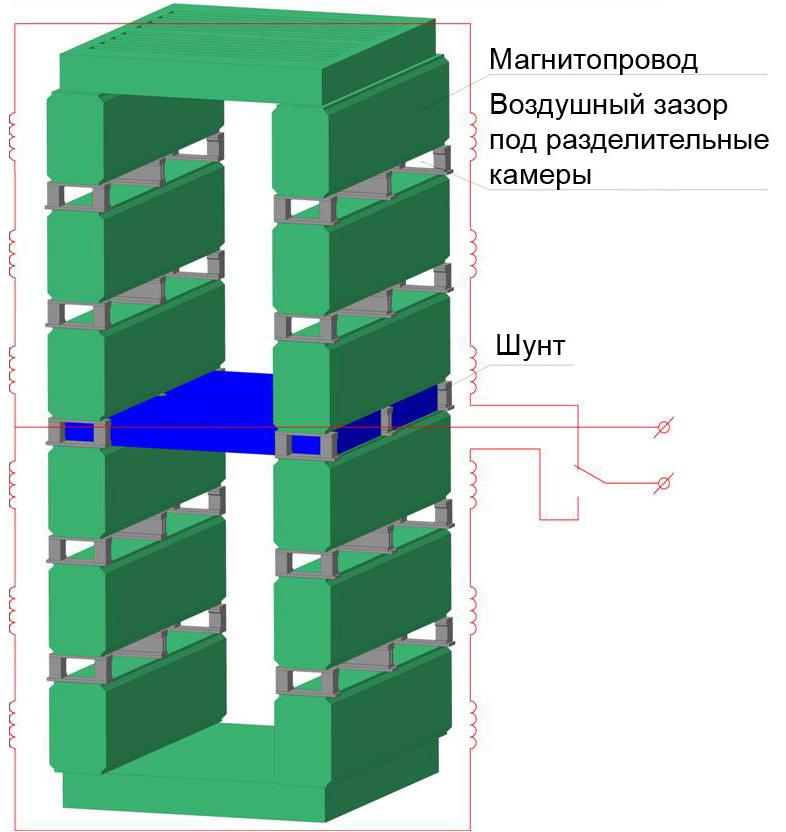 Магнитопровод
Воздушный зазор
под разделительные
камеры
Шунт